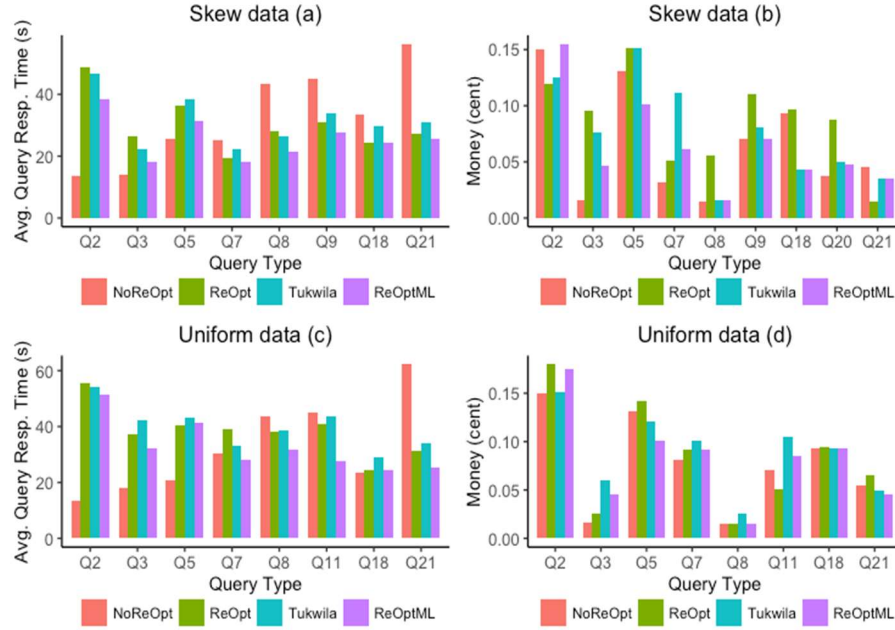 Skew data (a)
Avg. Query Resp. Time (s)
40
20
0
Q2 Q3 Q5 Q7 Q8 Q9 Q18 Q21
Query Type
NoReOpt ReOpt Tukwila ReOptML
Skew data (b)
Money (cent)
0.15
0.10
0.05
0.00
Q2 Q3 Q5 Q7 Q8 Q9 Q18 Q20 Q21
Query Type
NoReOpt ReOpt Tukwila ReOptML
Uniform data (c)
Avg. Query Resp. Time (s)
60
40
20
0
Q2 Q3 Q5 Q7 Q8 Q11 Q18 Q21
Query Type
NoReOpt ReOpt Tukwila ReOptML
Uniform data (d)
Money (cent)
0.15
0.10
0.05
0.00
Q2 Q3 Q5 Q7 Q8 Q11 Q18 Q21
Query Type
NoReOpt ReOpt Tukwila ReOptML